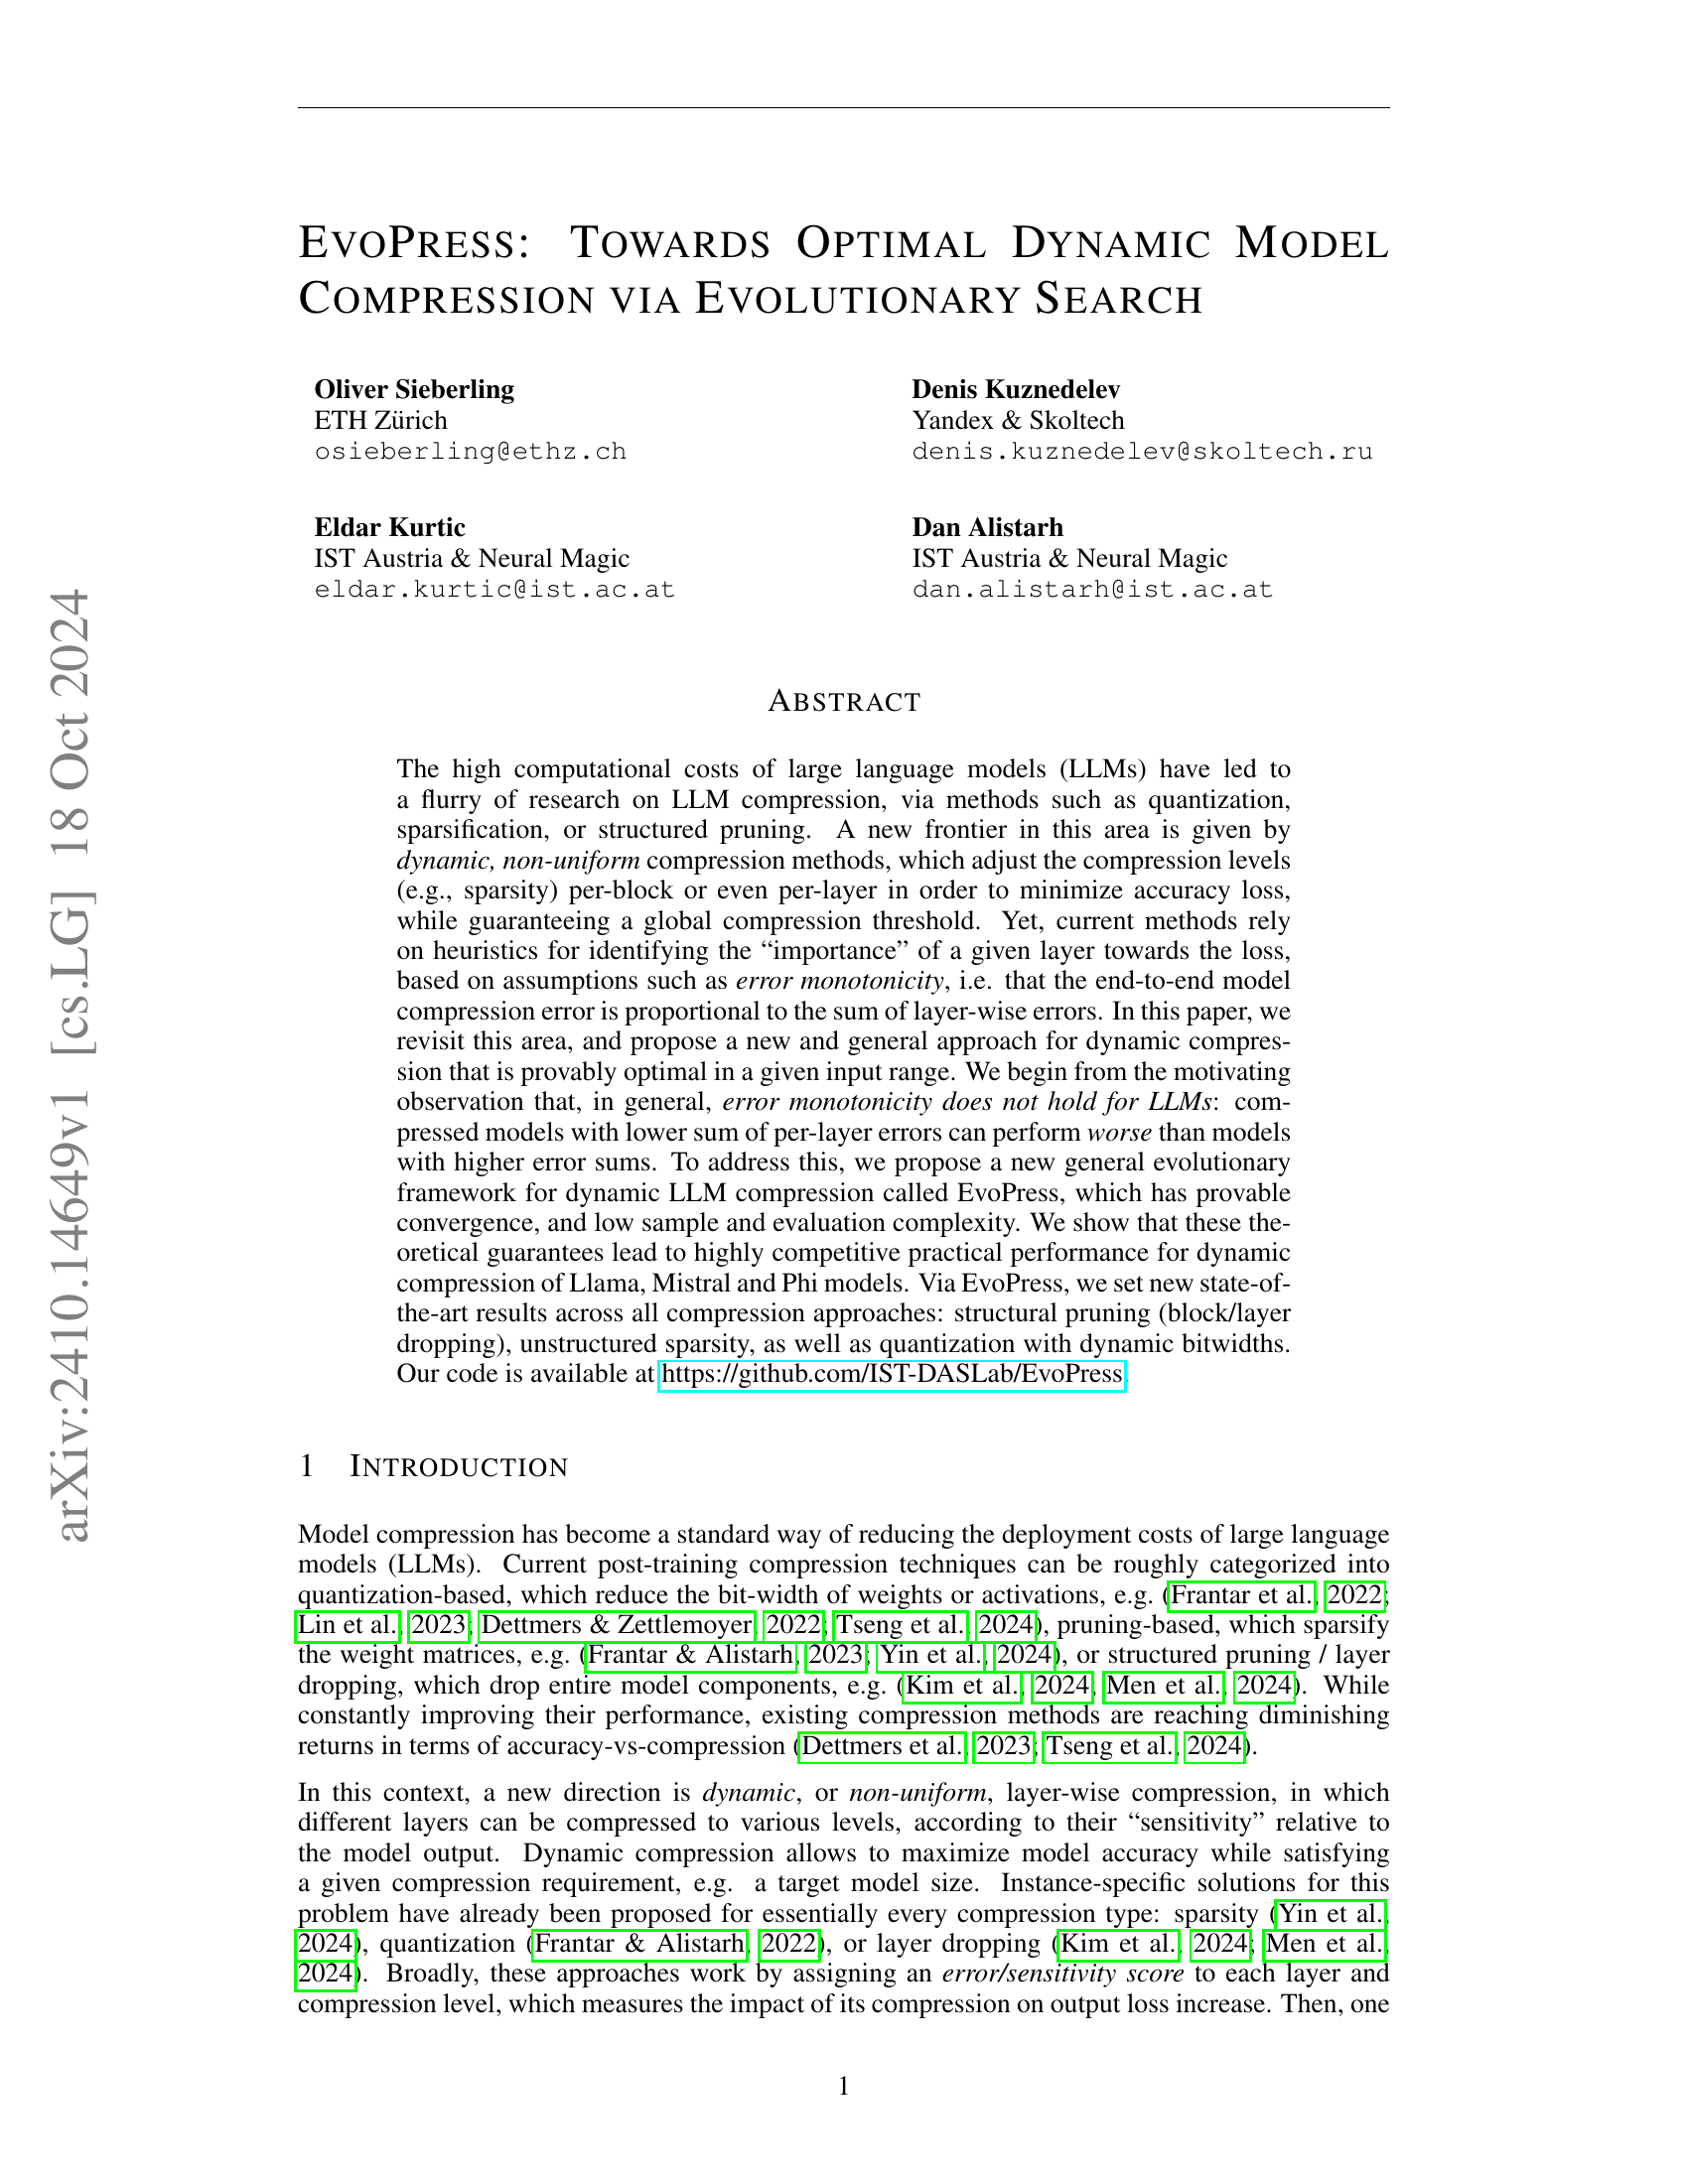 EVOPRESS: TOWARDS OPTIMAL DYNAMIC MODEL
COMPRESSION VIA EVOLUTIONARY SEARCH
Oliver Sieberling
ETH Zürich
osieberling@ethz.ch
Denis Kuznedelev
Yandex & Skoltech
denis.kuznedelev@skoltech.ru
Eldar Kurtic
IST Austria & Neural Magic
eldar.kurtic@ist.ac.at
Dan Alistarh
IST Austria & Neural Magic
dan.alistarh@ist.ac.at
arXiv:2410.14649v1 [cs.LG] 18 Oct 2024
ABSTRACT
The high computational costs of large language models (LLMs) have led to
a flurry of research on LLM compression, via methods such as quantization,
sparsification, or structured pruning. A new frontier in this area is given by
dynamic, non-uniform compression methods, which adjust the compression levels
(e.g., sparsity) per-block or even per-layer in order to minimize accuracy loss,
while guaranteeing a global compression threshold. Yet, current methods rely
on heuristics for identifying the “importance” of a given layer towards the loss,
based on assumptions such as error monotonicity, i.e. that the end-to-end model
compression error is proportional to the sum of layer-wise errors. In this paper, we
revisit this area, and propose a new and general approach for dynamic compres-
sion that is provably optimal in a given input range. We begin from the motivating
observation that, in general, error monotonicity does not hold for LLMs: com-
pressed models with lower sum of per-layer errors can perform worse than models
with higher error sums. To address this, we propose a new general evolutionary
framework for dynamic LLM compression called EvoPress, which has provable
convergence, and low sample and evaluation complexity. We show that these the-
oretical guarantees lead to highly competitive practical performance for dynamic
compression of Llama, Mistral and Phi models. Via EvoPress, we set new state-of-
the-art results across all compression approaches: structural pruning (block/layer
dropping), unstructured sparsity, as well as quantization with dynamic bitwidths.
Our code is available at https://github.com/IST-DASLab/EvoPress.
1 INTRODUCTION
Model compression has become a standard way of reducing the deployment costs of large language
models (LLMs). Current post-training compression techniques can be roughly categorized into
quantization-based, which reduce the bit-width of weights or activations, e.g. (Frantar et al., 2022;
Lin et al., 2023; Dettmers & Zettlemoyer, 2022; Tseng et al., 2024), pruning-based, which sparsify
the weight matrices, e.g. (Frantar & Alistarh, 2023; Yin et al., 2024), or structured pruning / layer
dropping, which drop entire model components, e.g. (Kim et al., 2024; Men et al., 2024). While
constantly improving their performance, existing compression methods are reaching diminishing
returns in terms of accuracy-vs-compression (Dettmers et al., 2023; Tseng et al., 2024).
In this context, a new direction is dynamic, or non-uniform, layer-wise compression, in which
different layers can be compressed to various levels, according to their “sensitivity” relative to
the model output. Dynamic compression allows to maximize model accuracy while satisfying
a given compression requirement, e.g. a target model size. Instance-specific solutions for this
problem have already been proposed for essentially every compression type: sparsity (Yin et al.,
2024), quantization (Frantar & Alistarh, 2022), or layer dropping (Kim et al., 2024; Men et al.,
2024). Broadly, these approaches work by assigning an error/sensitivity score to each layer and
compression level, which measures the impact of its compression on output loss increase. Then, one
1